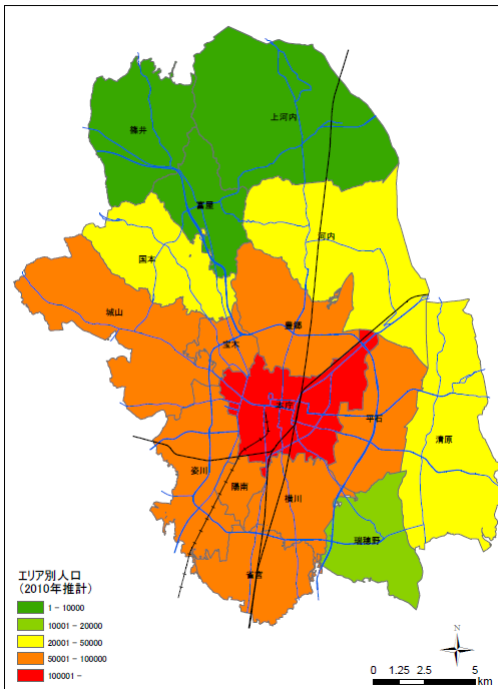 上河内
篠井
富屋
河内
国本
城山
豊郷
宝木
本庁
平石
清原
姿川
陽南
横川
瑞穂野
雀宮
エリア別人口
(2010年推計)
1 - 10000
10001 - 20000
20001 - 50000
50001 - 100000
100001 -
N
0 1.25 2.5 5
km